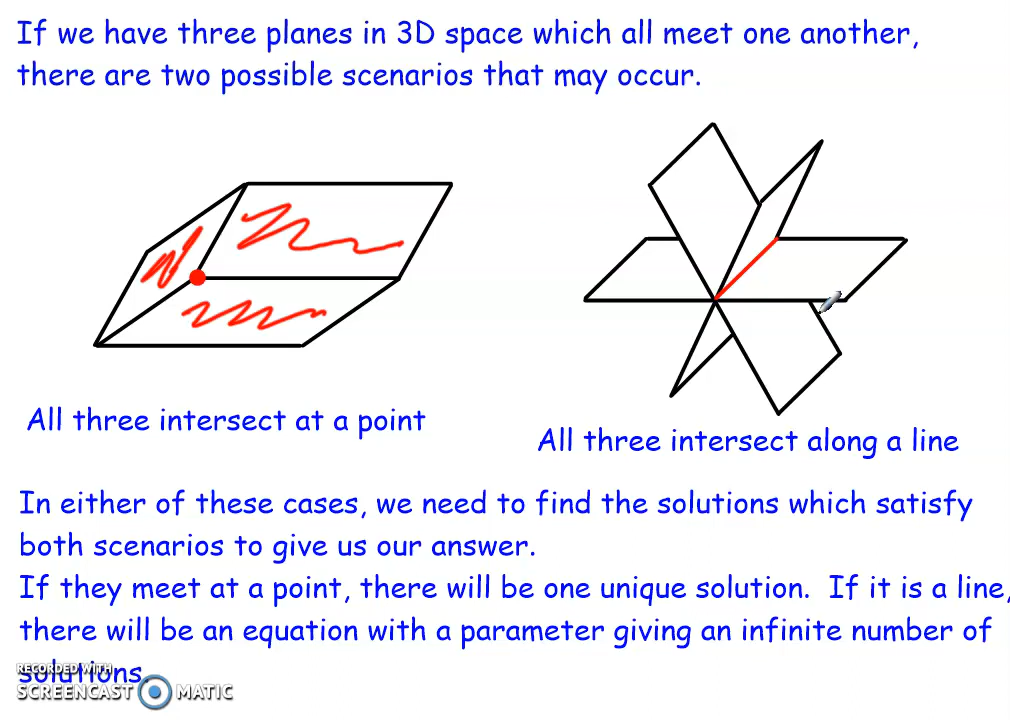 If we have three planes in 3D space which all meet one another,
there are two possible scenarios that may occur.
All three intersect at a point
All three intersect along a line
In either of these cases, we need to find the solutions which satisfy
both scenarios to give us our answer.
If they meet at a point, there will be one unique solution. If it is a line,
there will be an equation with a parameter giving an infinite number of
solutions.
RECORDED WITH
SCREENCAST MATIC